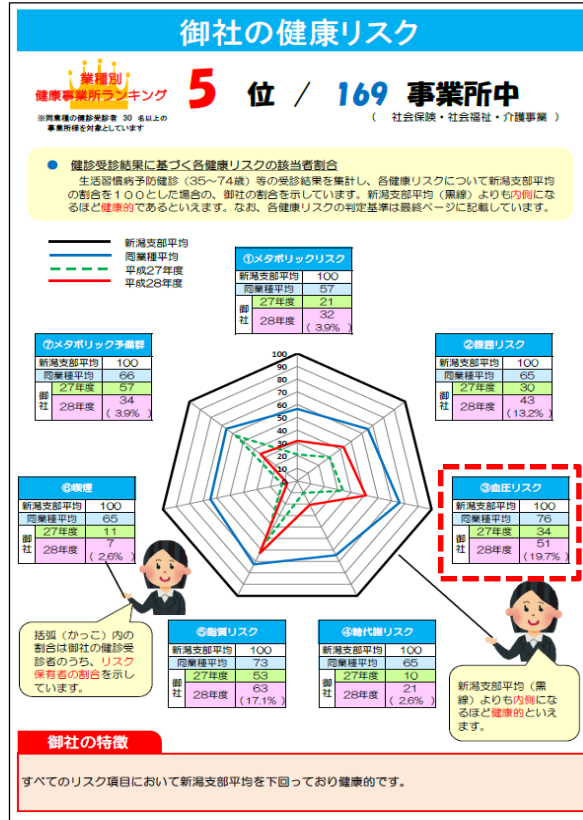 御社の健康リスク
業種別
健康事業所ランキング
5 位 / 169 事業所中
※同業種の健診受診者 30 名以上の
事業所様を対象としています
（ 社会保険・社会福祉・介護事業 ）
● 健診受診結果に基づく各健康リスクの該当者割合
生活習慣病予防健診（35～74歳）等の受診結果を集計し、各健康リスクについて新潟支部平均
の割合を１００とした場合の、御社の割合を示しています。新潟支部平均（黒線）よりも内側にな
るほど健康的であるといえます。なお、各健康リスクの判定基準は最終ページに記載しています。
新潟支部平均
同業種平均
平成27年度
平成28年度
①メタボリックリスク
新潟支部平均 100
同業種平均 57
御社 27年度 21
28年度 32
(3.9%)
⑦メタボリック予備群
新潟支部平均 100
同業種平均 66
御社 27年度 57
28年度 34
( 3.9%)
②腹囲リスク
新潟支部平均 100
同業種平均 65
御社 27年度 30
28年度 43
(13.2%)
100
90
80
70
60
50
40
30
20
10
0
⑥喫煙
新潟支部平均 100
同業種平均 65
御社 27年度 11
28年度 7
( 2.6%)
③血圧リスク
新潟支部平均 100
同業種平均 76
御社 27年度 34
28年度 51
(19.7%)
⑤脂質リスク
新潟支部平均 100
同業種平均 73
御社 27年度 53
28年度 63
(17.1%)
④糖代謝リスク
新潟支部平均 100
同業種平均 65
御社 27年度 10
28年度 21
( 2.6%)
括弧（かっこ）内の
割合は御社の健診受
診者のうち、リスク
保有者の割合を示し
ています。
新潟支部平均（黒
線）よりも内側にな
るほど健康的といえ
ます。
御社の特徴
すべてのリスク項目において新潟支部平均を下回っており健康的です。